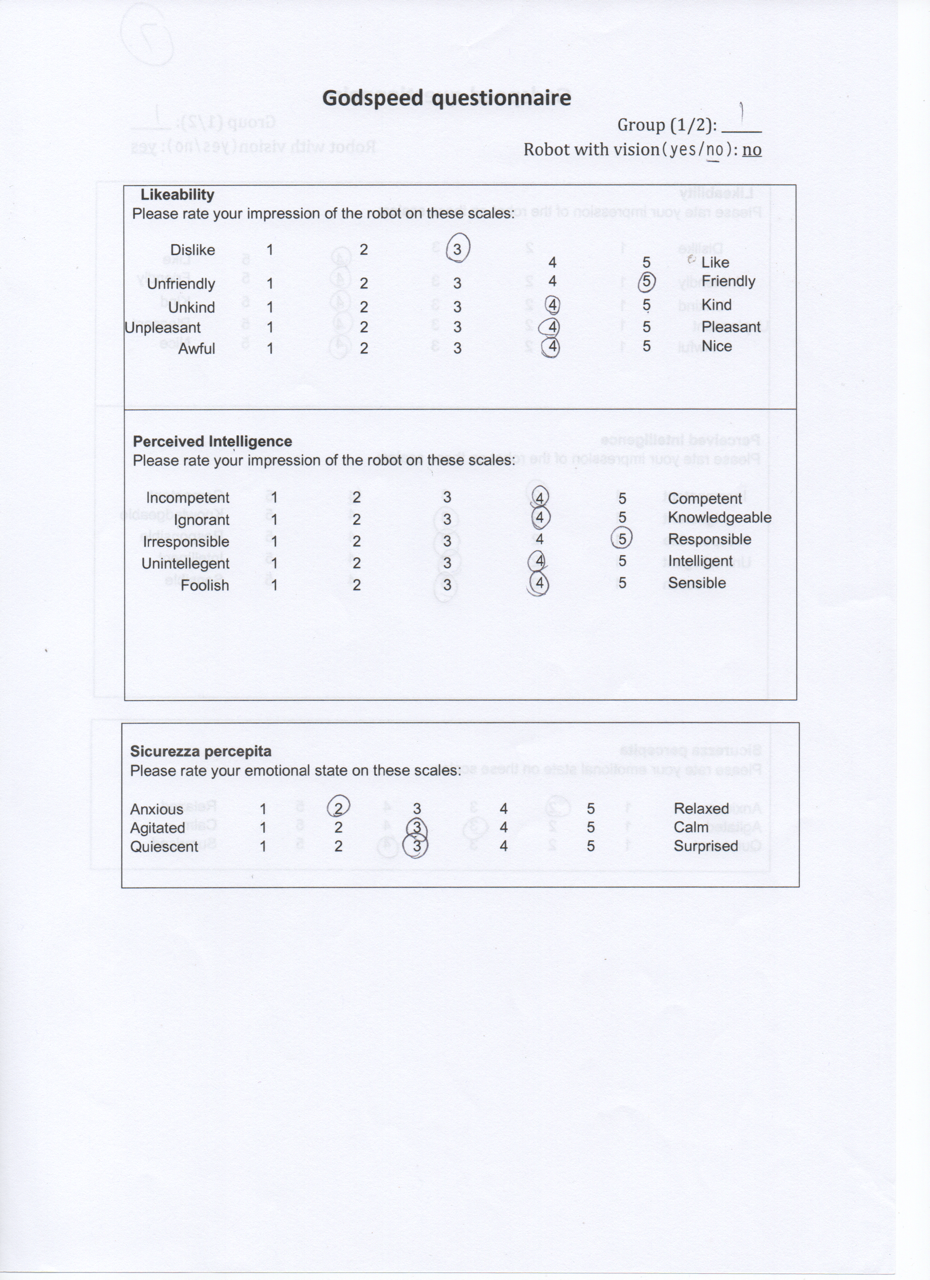 Godspeed questionnaire
Group (1/2): 1
Robot with vision(yes/no): no
Likeability
Please rate your impression of the robot on these scales:
Dislike 1 2 3 4 5 Like
Unfriendly 1 2 3 4 5 Friendly
Unkind 1 2 3 4 5 Kind
Unpleasant 1 2 3 4 5 Pleasant
Awful 1 2 3 4 5 Nice
Perceived Intelligence
Please rate your impression of the robot on these scales:
Incompetent 1 2 3 4 5 Competent
Ignorant 1 2 3 4 5 Knowledgeable
Irresponsible 1 2 3 4 5 Responsible
Unintellegent 1 2 3 4 5 Intelligent
Foolish 1 2 3 4 5 Sensible
Sicurezza percepita
Please rate your emotional state on these scales:
Anxious 1 2 3 4 5 Relaxed
Agitated 1 2 3 4 5 Calm
Quiescent 1 2 3 4 5 Surprised